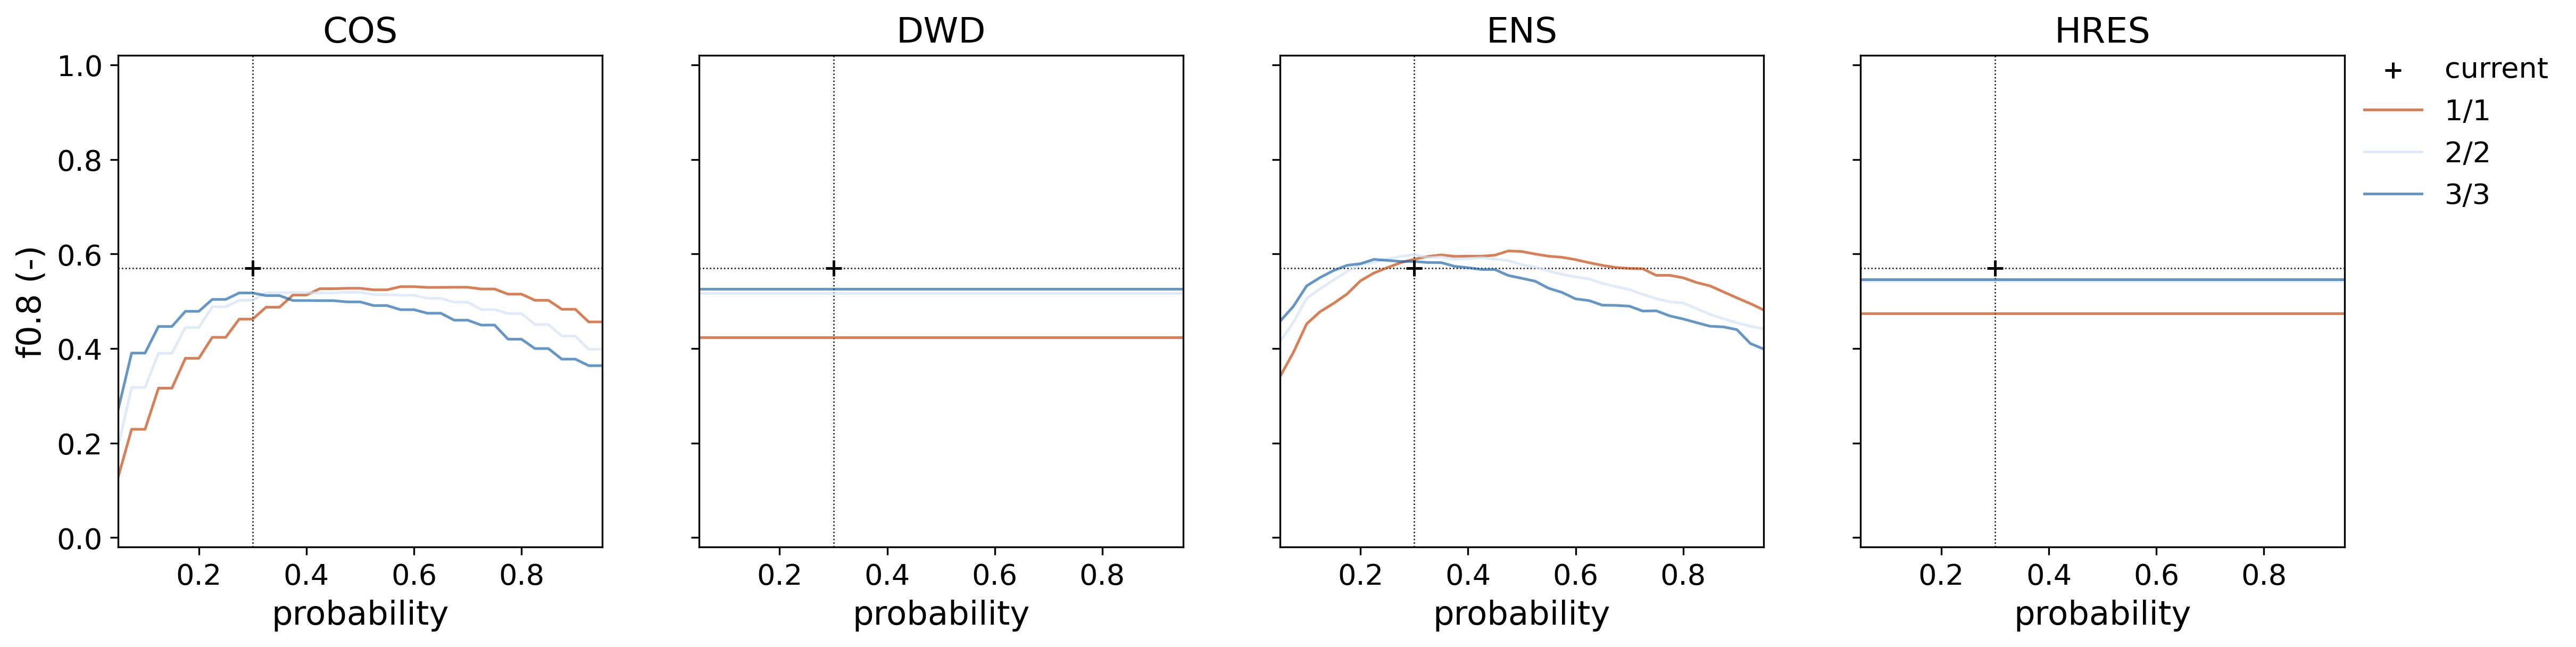 COS DWD ENS HRES
1.0
0.8
0.6
0.4
0.2
0.0
f0.8 (-)
0.2 0.4 0.6 0.8
probability
0.2 0.4 0.6 0.8
probability
0.2 0.4 0.6 0.8
probability
0.2 0.4 0.6 0.8
probability
current
1/1
2/2
3/3